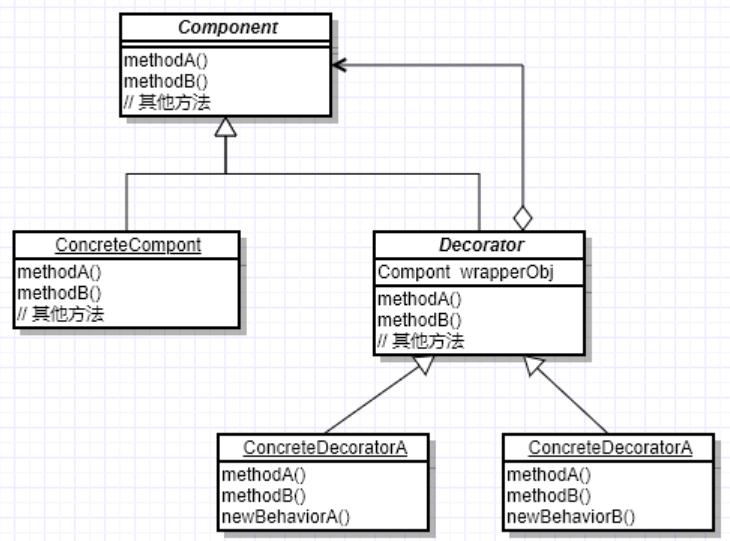 Component
methodA()
methodB()
// 其他方法
ConcreteCompont
methodA()
methodB()
// 其他方法
Decorator
Compont wrapperObj
methodA()
methodB()
// 其他方法
ConcreteDecoratorA
methodA()
methodB()
newBehaviorA()
ConcreteDecoratorA
methodA()
methodB()
newBehaviorB()